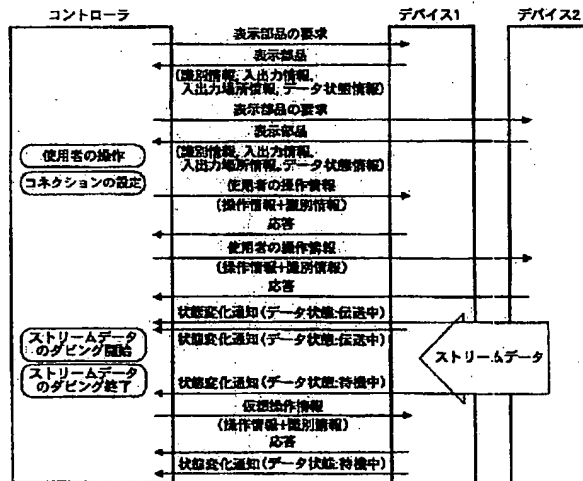 コントローラ
デバイス1
デバイス2
表示部品の要求
表示部品
(識別情報, 入出力情報,
入出力場所情報, データ状態情報)
表示部品の要求
表示部品
(識別情報, 入出力情報,
入出力場所情報, データ状態情報)
使用者の操作
コネクションの設定
使用者の操作情報
(操作情報+識別情報)
応答
使用者の操作情報
(操作情報+識別情報)
応答
状態変化通知(データ状態:伝送中)
状態変化通知(データ状態:伝送中)
ストリームデータ
のダビング開始
ストリームデータ
ストリームデータ
のダビング終了
状態変化通知(データ状態:待機中)
仮想操作情報
(操作情報+識別情報)
応答
状態変化通知(データ状態:待機中)